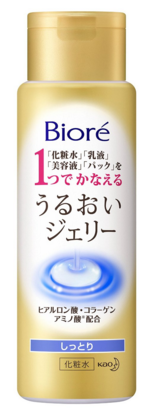 Bioré
「化粧水」「乳液」
「美容液」「パック」を
1つでかなえる
うるおい
ジェリー
ヒアルロン酸・コラーゲン
アミノ酸*配合
しっとり
化粧水 Kao